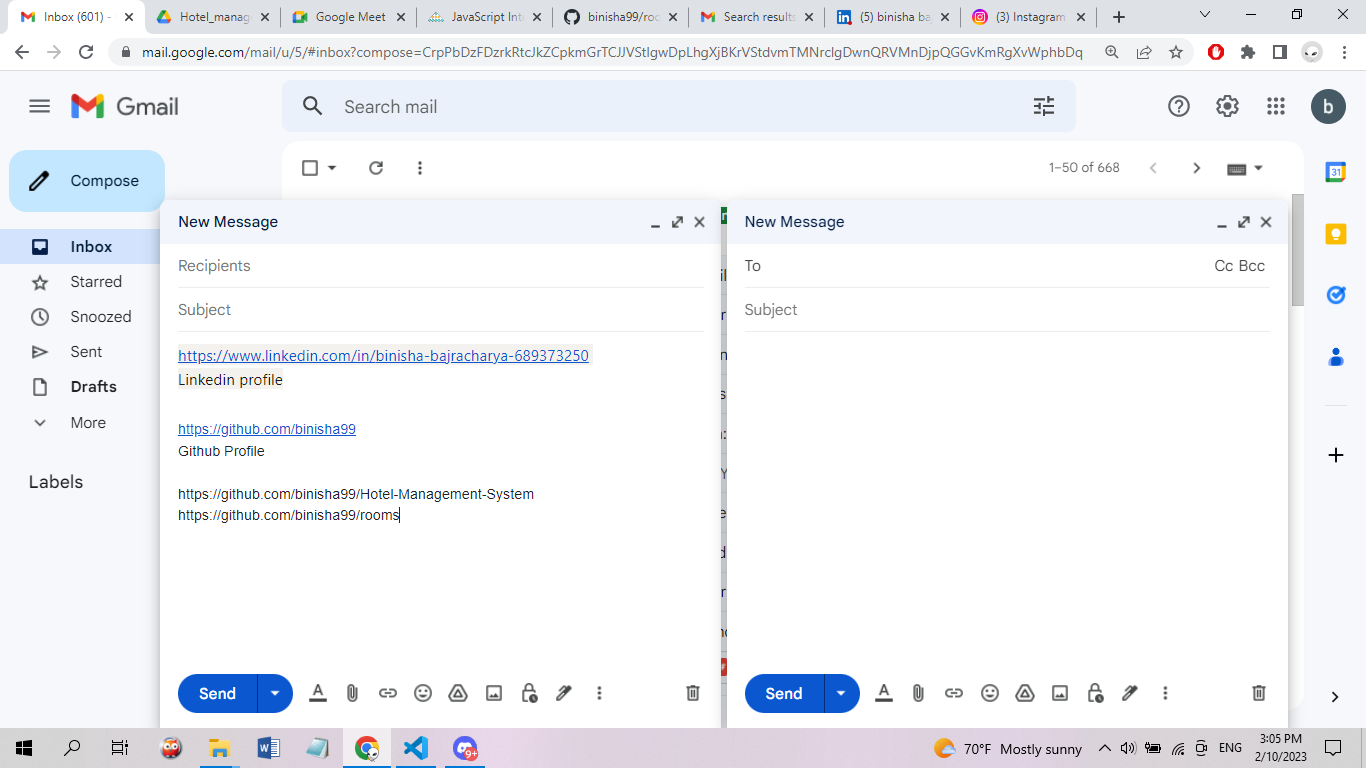 Inbox (601) -
Hotel_manag
Google Meet
JavaScript Int
binisha99/roo
Search results
(5) binisha ba
(3) Instagram
mail.google.com/mail/u/5/#inbox?compose=CrpPbDzFDzrkRtcJkZCpkmGrTCJJVStIgwDpLhgXjBKrVStdvmTMNrclgDwnQRVMnDjpQGGvKmRgXvWphbDq
Gmail
Search mail
b
Compose
1–50 of 668
31
Inbox
Starred
Snoozed
Sent
Drafts
More
Labels
New Message
Recipients
Subject
https://www.linkedin.com/in/binisha-bajracharya-689373250
Linkedin profile
https://github.com/binisha99
Github Profile
https://github.com/binisha99/Hotel-Management-System
https://github.com/binisha99/rooms
Send
New Message
To
Cc Bcc
Subject
Send
9+
70°F Mostly sunny
ENG
3:05 PM
2/10/2023